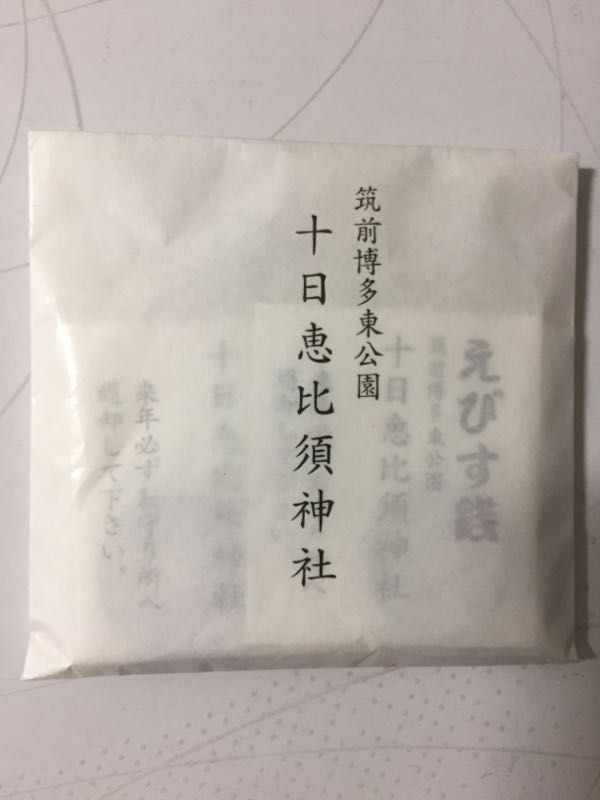 筑前博多東公園
十日恵比須神社
えびす銭
筑前博多東公園
十日恵比須神社
来年必ずお守り所へ
返却して下さい。